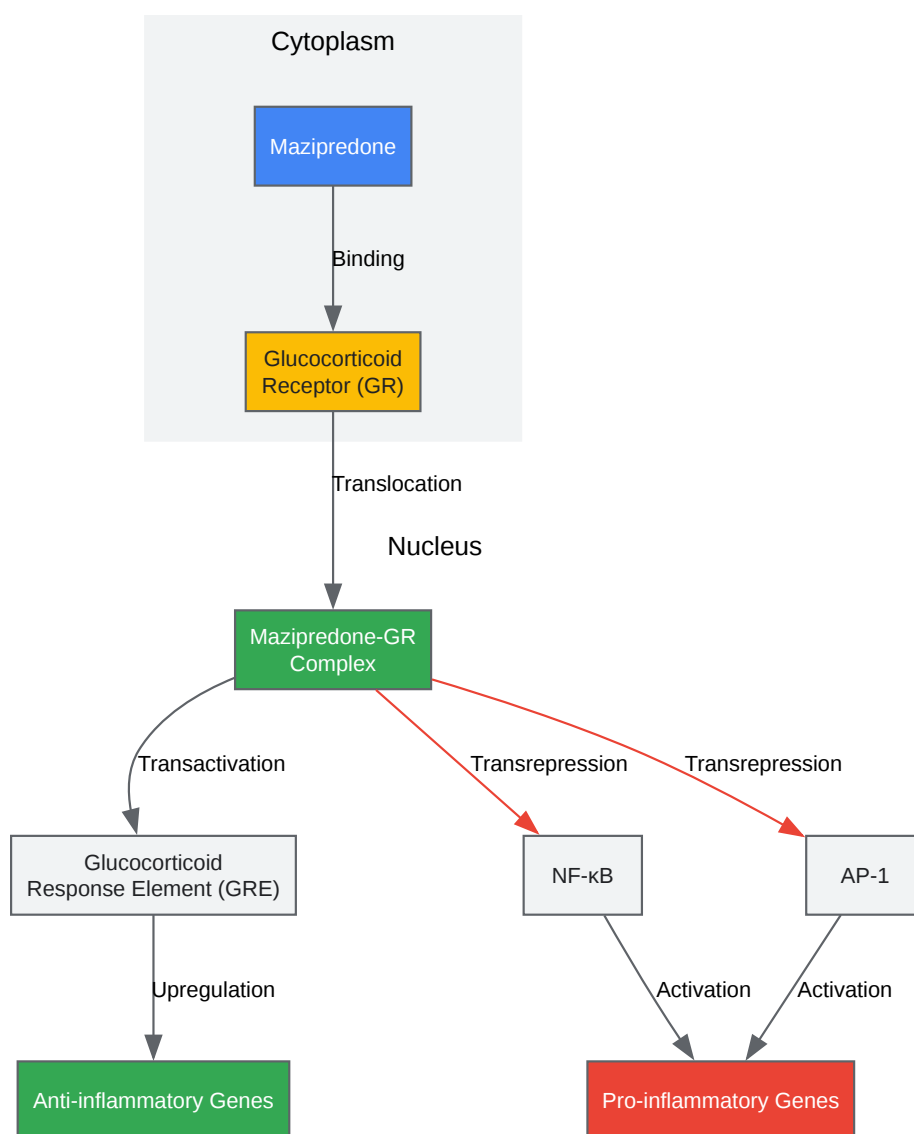 Cytoplasm
Mazipredone
Binding
Glucocorticoid
Receptor (GR)
Translocation
Nucleus
Mazipredone-GR
Complex
Transactivation
Transrepression
Transrepression
Glucocorticoid
Response Element (GRE)
NF-κB
AP-1
Upregulation
Activation
Activation
Anti-inflammatory Genes
Pro-inflammatory Genes